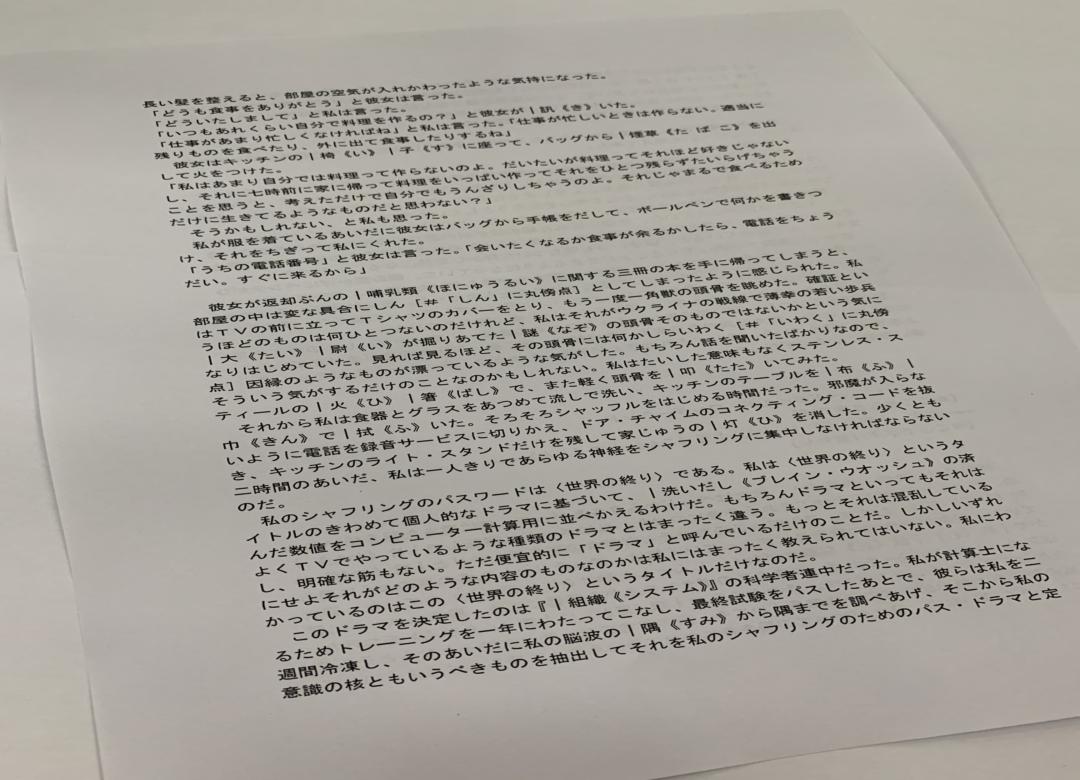 長い髪を整えると、部屋の空気が入れかわったような気持になった。
「どうも食事をありがとう」と彼女は言った。
「どういたしまして」と私は言った。
「いつもあれくらい自分で料理を作るの?」と彼女が|訊《き》いた。
「仕事があまり忙しくなければね」と私は言った。「仕事が忙しいときは作らない。適当に
残りものを食べたり、外に出て食事したりするね」
　彼女はキッチンの|椅《い》|子《す》に座って、バッグから|煙草《たばこ》を出
して火をつけた。
「私はあまり自分では料理って作らないのよ。だいたいが料理ってそれほど好きじゃない
し、それに七時前に家に帰って料理をいっぱい作ってそれをひとつ残らずたいらげちゃう
ことを思うと、考えただけで自分でもうんざりしちゃうのよ。それじゃまるで食べるため
だけに生きてるようなものだと思わない?」
　そうかもしれない、と私も思った。
　私が服を着ているあいだに彼女はバッグから手帳をだして、ボールペンで何かを書きつ
け、それをちぎって私にくれた。
「うちの電話番号」と彼女は言った。「会いたくなるか食事が余るかしたら、電話をちょう
だい。すぐに来るから」
　彼女が返却ぶんの|哺乳類《ほにゅうるい》に関する三冊の本を手に帰ってしまうと、
部屋の中は変な具合にしん[#「しん」に丸傍点]としてしまったように感じられた。私
はTVの前に立ってTシャツのカバーをとり、もう一度一角獣の頭骨を眺めた。確証とい
うほどのものは何ひとつないのだけれど、私はそれがウクライナの戦線で薄幸の若い歩兵
|大《たい》|尉《い》が掘りあてた|謎《なぞ》の頭骨そのものではないかという気に
なりはじめていた。見れば見るほど、その頭骨には何かしらいわく[#「いわく」に丸傍
点]因縁のようなものが漂っているような気がした。もちろん話を聞いたばかりなので、
そういう気がするだけのことなのかもしれない。私はたいした意味もなくステンレス・ス
ティールの|火《ひ》|箸《ばし》で、また軽く頭骨を|叩《たた》いてみた。
　それから私は食器とグラスをあつめて流しで洗い、キッチンのテーブルを|布《ふ》|
巾《きん》で|拭《ふ》いた。そろそろシャッフルをはじめる時間だった。邪魔が入らな
いように電話を録音サービスに切りかえ、ドア・チャイムのコネクティング・コードを抜
き、キッチンのライト・スタンドだけを残して家じゅうの|灯《ひ》を消した。少くとも
二時間のあいだ、私は一人きりであらゆる神経をシャフリングに集中しなければならない
のだ。
　私のシャフリングのパスワードは〈世界の終り〉である。私は〈世界の終り〉というタ
イトルのきわめて個人的なドラマに基づいて、|洗いだし《ブレイン・ウオッシュ》の済
んだ数値をコンピューター計算用に並べかえるわけだ。もちろんドラマといってもそれは
よくTVでやっているような種類のドラマとはまったく違う。もっとそれは混乱している
し、明確な筋もない。ただ便宜的に「ドラマ」と呼んでいるだけのことだ。しかしいずれ
にせよそれがどのような内容のものなのかは私にはまったく教えられてはいない。私にわ
かっているのはこの〈世界の終り〉というタイトルだけなのだ。
　このドラマを決定したのは『|組織《システム》』の科学者連中だった。私が計算士にな
るためトレーニングを一年にわたってこなし、最終試験をパスしたあとで、彼らは私を二
週間冷凍し、そのあいだに私の脳波の|隅《すみ》から隅までを調べあげ、そこから私の
意識の核ともいうべきものを抽出してそれを私のシャフリングのためのパス・ドラマと定